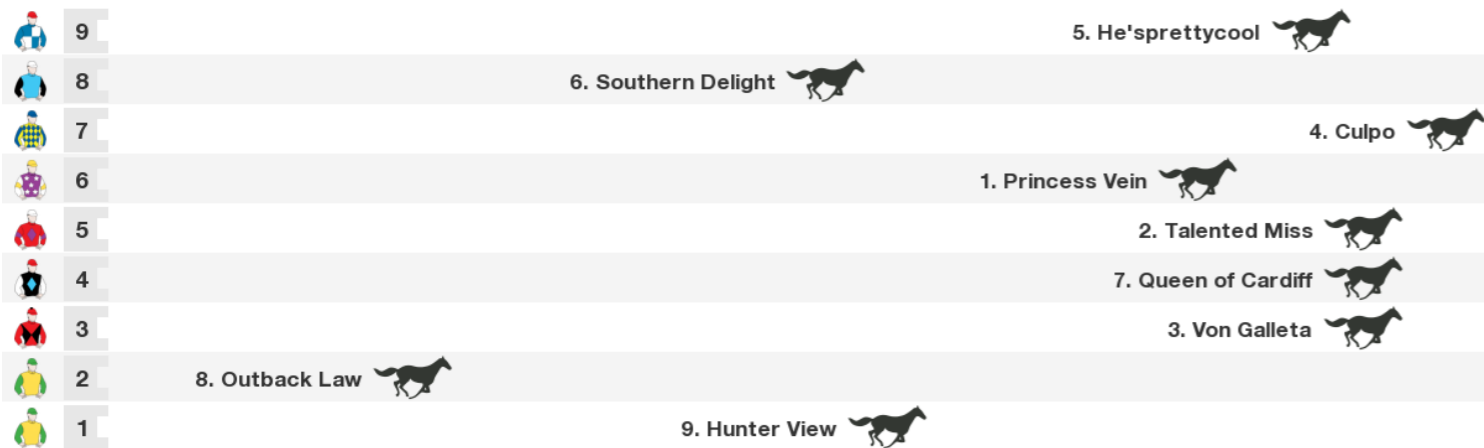 9 5. He'sprettycool
8 6. Southern Delight
7 4. Culpo
6 1. Princess Vein
5 2. Talented Miss
4 7. Queen of Cardiff
3 3. Von Galleta
2 8. Outback Law
1 9. Hunter View